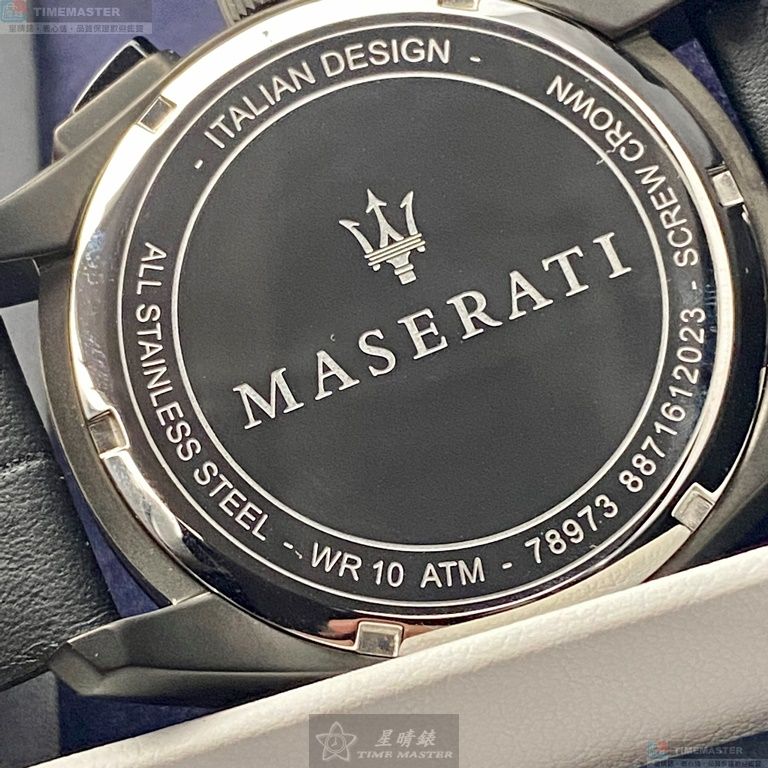 TIMEMASTER
- ITALIAN DESIGN -
SCREW CROWN
MASERATI
ALL STAINLESS STEEL - WR 10 ATM - 78973 8871612023 -
星晴錶
TIME MASTER
TIMEMASTER